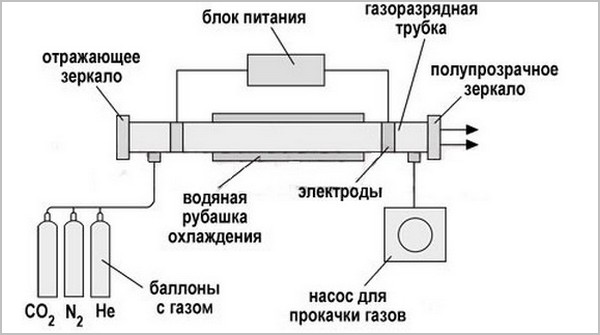 блок питания
газоразрядная
трубка
отражающее
зеркало
полупрозрачное
зеркало
водяная
рубашка
охлаждения
электроды
баллоны
с газом
насос для
прокачки газов
CO2 N2 He